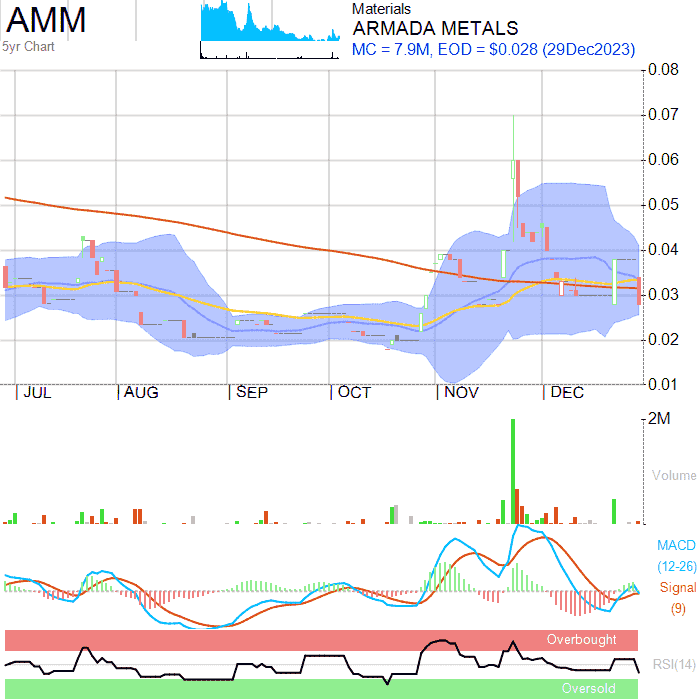 AMM
5yr Chart
Materials
ARMADA METALS
MC = 7.9M, EOD = $0.028 (29Dec2023)
0.08
0.07
0.06
0.05
0.04
0.03
0.02
0.01
JUL AUG SEP OCT NOV DEC
2M
Volume
MACD
(12-26)
Signal
(9)
Overbought
RSI(14)
Oversold